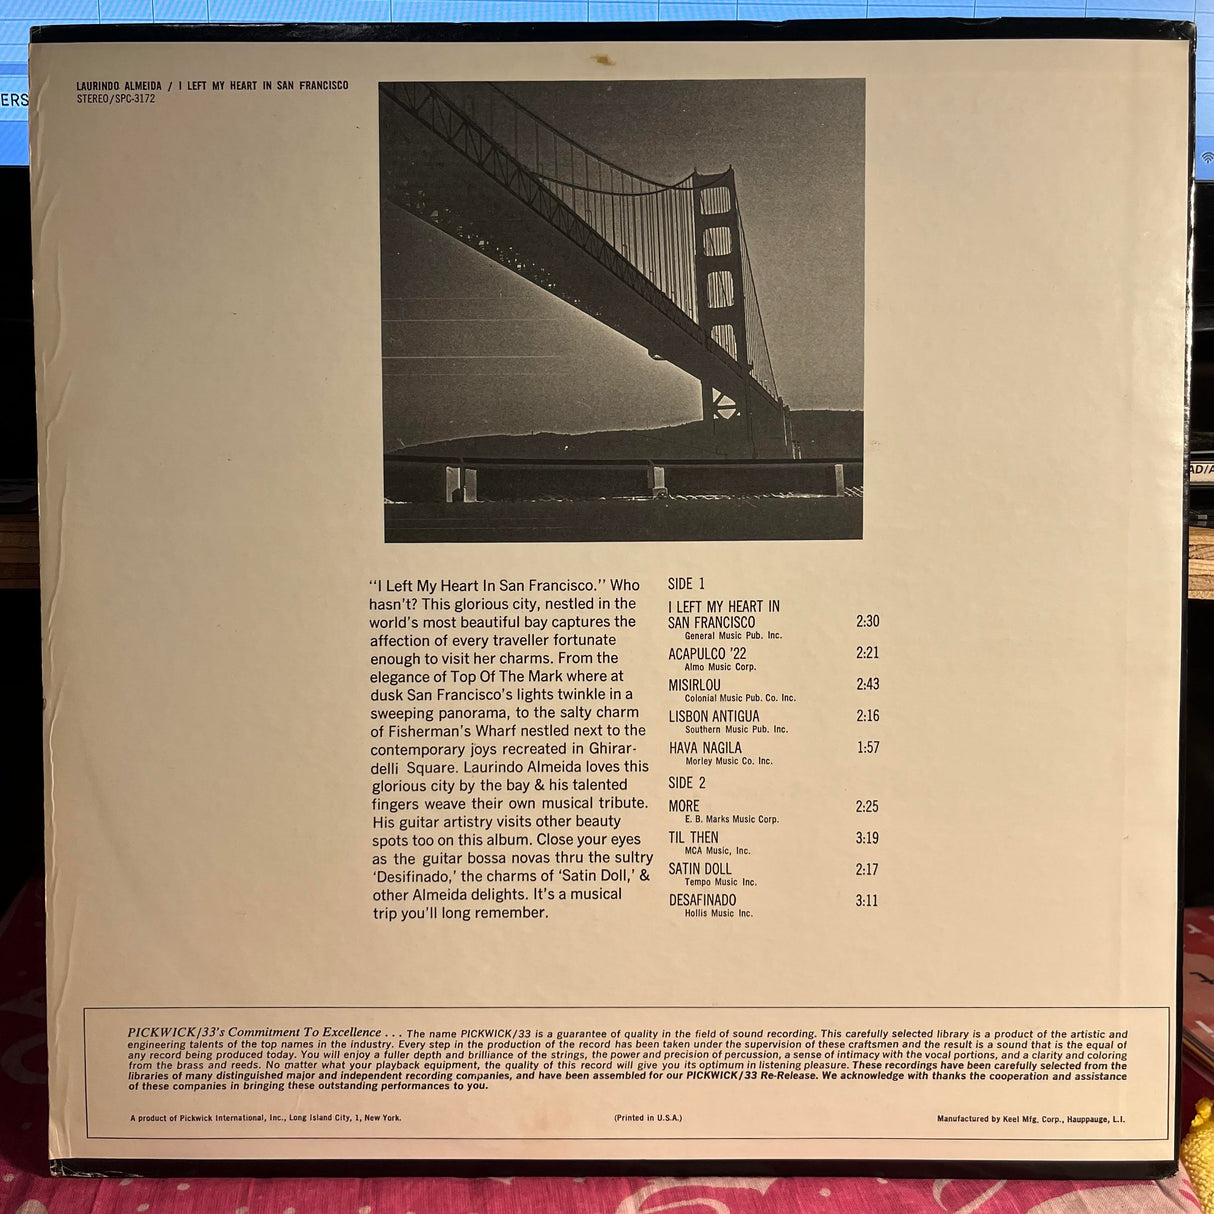 ERS
LAURINDO ALMEIDA / I LEFT MY HEART IN SAN FRANCISCO
STEREO/SPC-3172
AD/A
“I Left My Heart In San Francisco.” Who
hasn't? This glorious city, nestled in the
world's most beautiful bay captures the
affection of every traveller fortunate
enough to visit her charms. From the
elegance of Top Of The Mark where at
dusk San Francisco's lights twinkle in a
sweeping panorama, to the salty charm
of Fisherman's Wharf nestled next to the
contemporary joys recreated in Ghirar-
delli Square. Laurindo Almeida loves this
glorious city by the bay & his talented
fingers weave their own musical tribute.
His guitar artistry visits other beauty
spots too on this album. Close your eyes
as the guitar bossa novas thru the sultry
‘Desifinado,’ the charms of ‘Satin Doll,’ &
other Almeida delights. It's a musical
trip you'll long remember.
SIDE 1
I LEFT MY HEART IN
SAN FRANCISCO 2:30
General Music Pub. Inc.
ACAPULCO '22 2:21
Almo Music Corp.
MISIRLOU 2:43
Colonial Music Pub. Co. Inc.
LISBON ANTIGUA 2:16
Southern Music Pub. Inc.
HAVA NAGILA 1:57
Morley Music Co. Inc.
SIDE 2
MORE 2:25
E. B. Marks Music Corp.
TIL THEN 3:19
MCA Music, Inc.
SATIN DOLL 2:17
Tempo Music Inc.
DESAFINADO 3:11
Hollis Music Inc.
PICKWICK/33's Commitment To Excellence . . . The name PICKWICK/33 is a guarantee of quality in the field of sound recording. This carefully selected library is a product of the artistic and
engineering talents of the top names in the industry. Every step in the production of the record has been taken under the supervision of these craftsmen and the result is a sound that is the equal of
any record being produced today. You will enjoy a fuller depth and brilliance of the strings, the power and precision of percussion, a sense of intimacy with the vocal portions, and a clarity and coloring
from the brass and reeds. No matter what your playback equipment, the quality of this record will give you its optimum in listening pleasure. These recordings have been carefully selected from the
libraries of many distinguished major and independent recording companies, and have been assembled for our PICKWICK/33 Re-Release. We acknowledge with thanks the cooperation and assistance
of these companies in bringing these outstanding performances to you.
A product of Pickwick International, Inc., Long Island City, 1, New York. (Printed in U.S.A.) Manufactured by Keel Mfg. Corp., Hauppauge, L.I.